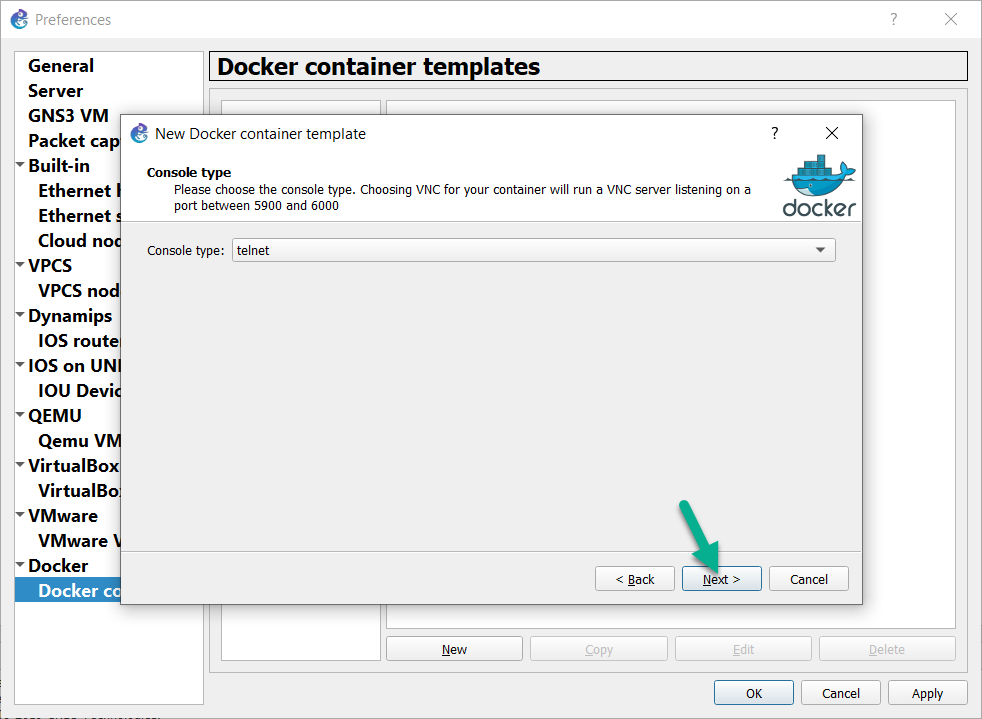 Preferences
?
General
Server
GNS3 VM
Packet cap
Built-in
Ethernet
Ethernet s
Cloud nod
VPCS
VPCS nod
Dynamips
IOS route
IOS on UNI
IOU Devic
QEMU
Qemu VM
VirtualBox
VirtualBox
VMware
VMware V
Docker
Docker co
Docker container templates
New Docker container template
?
Console type
Please choose the console type. Choosing VNC for your container will run a VNC server listening on a
port between 5900 and 6000
docker
Console type: telnet
< Back Next > Cancel
New Copy Edit Delete
OK Cancel Apply